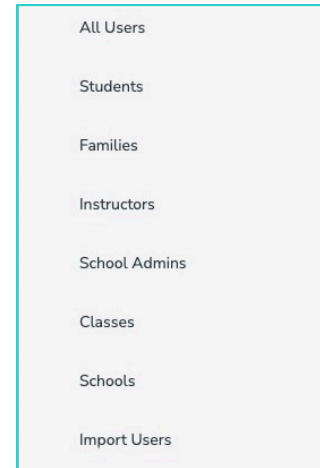 All Users
Students
Families
Instructors
School Admins
Classes
Schools
Import Users